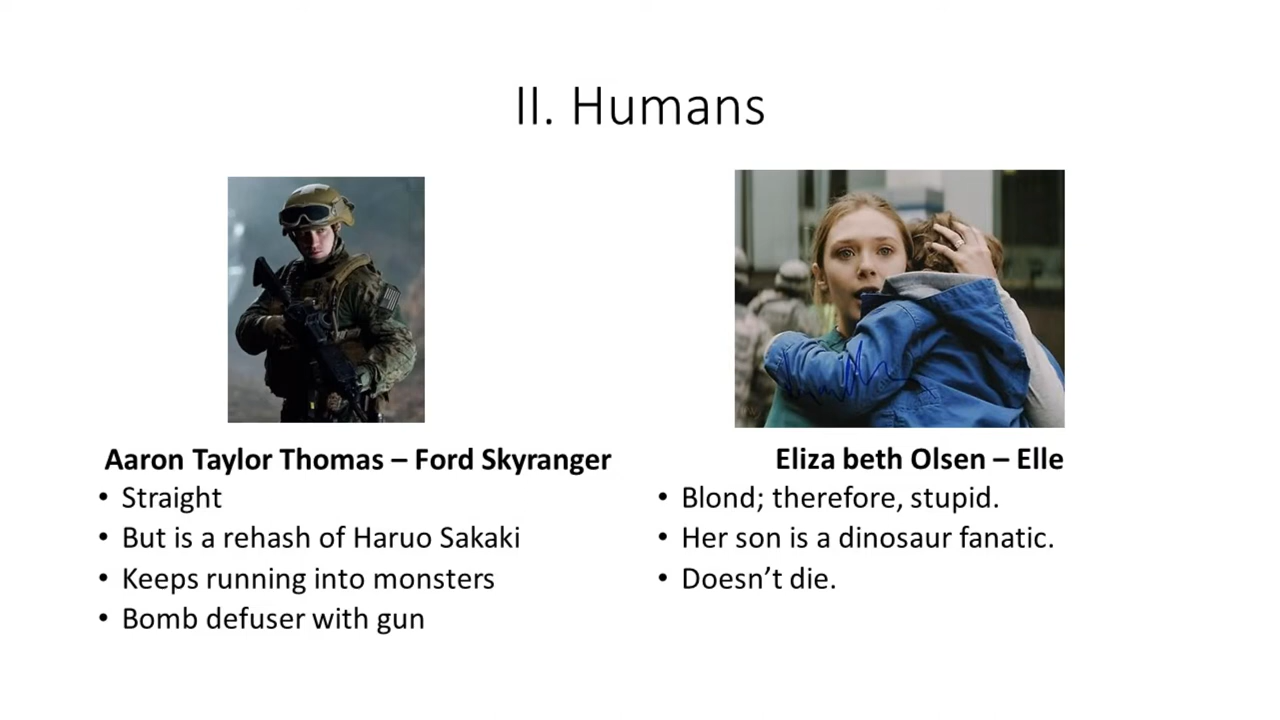 II. Humans
Aaron Taylor Thomas – Ford Skyranger
• Straight
• But is a rehash of Haruo Sakaki
• Keeps running into monsters
• Bomb defuser with gun
Eliza beth Olsen – Elle
• Blond; therefore, stupid.
• Her son is a dinosaur fanatic.
• Doesn’t die.